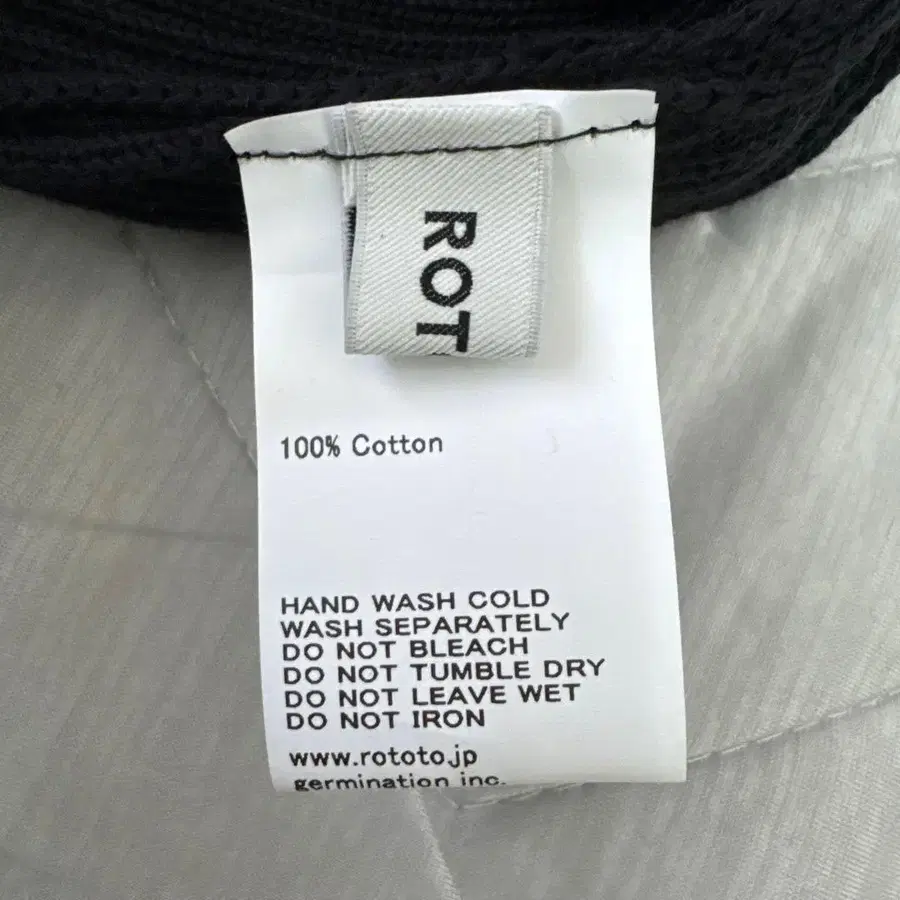 ROT
100% Cotton
HAND WASH COLD
WASH SEPARATELY
DO NOT BLEACH
DO NOT TUMBLE DRY
DO NOT LEAVE WET
DO NOT IRON
www.rototo.jp
germination inc.